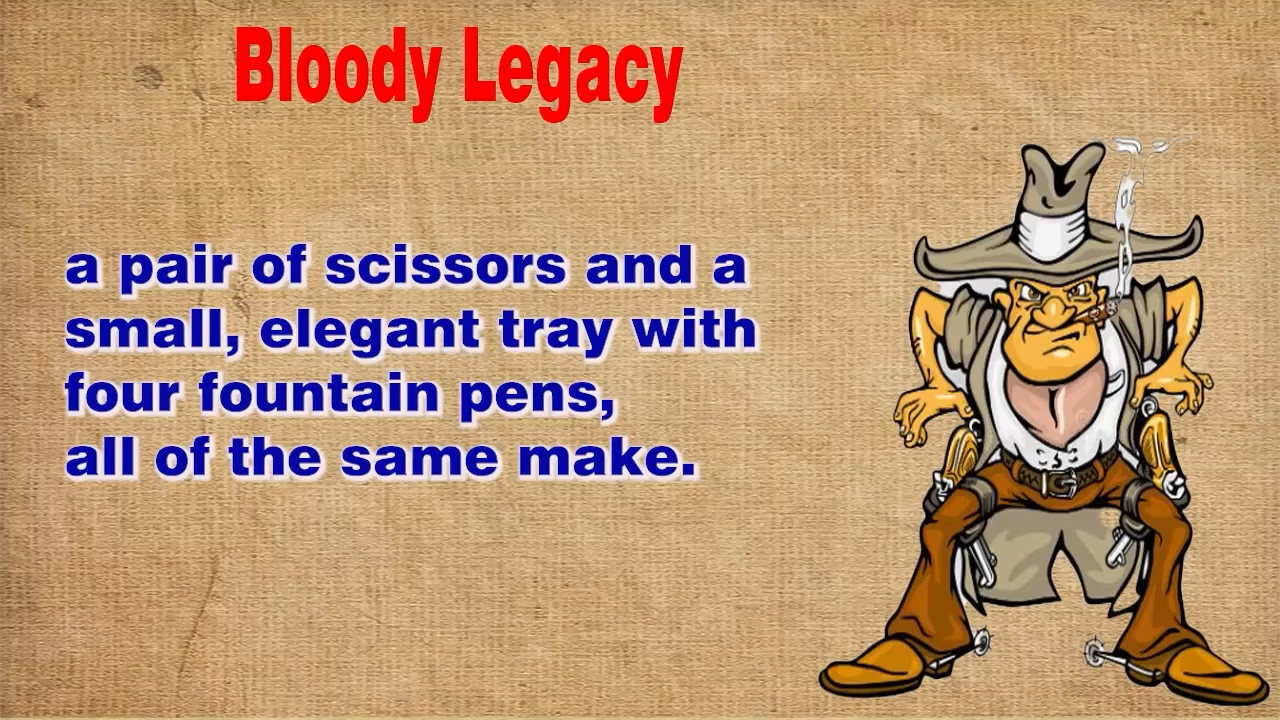 Bloody Legacy
a pair of scissors and a
small, elegant tray with
four fountain pens,
all of the same make.